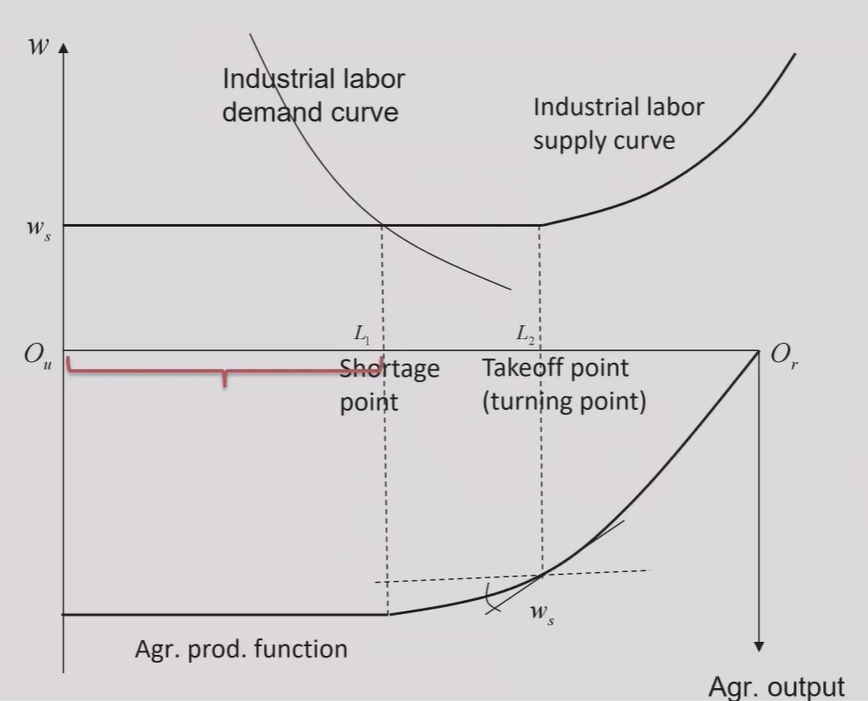 w
Industrial labor
demand curve
Industrial labor
supply curve
w_s
L_1
L_2
O_u
O_r
Shortage
point
Takeoff point
(turning point)
w_s
Agr. prod. function
Agr. output